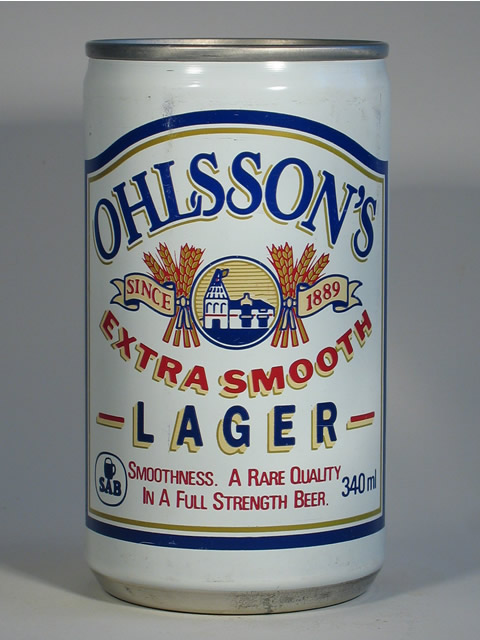 OHLSSON'S
SINCE 1889
EXTRA SMOOTH
LAGER
SAB
SMOOTHNESS. A RARE QUALITY
IN A FULL STRENGTH BEER.
340 ml